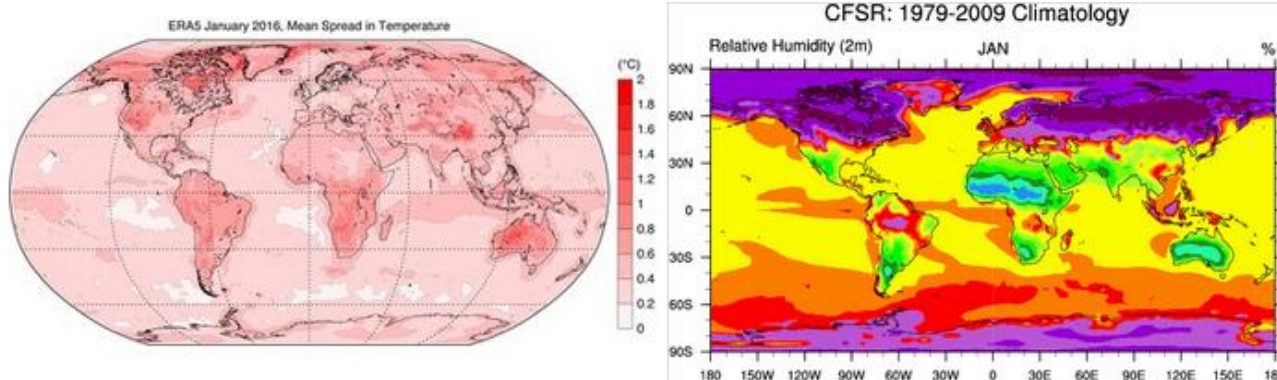 ERA5 January 2016, Mean Spread in Temperature
(°C)
2
1.8
1.6
1.4
1.2
1
0.8
0.6
0.4
0.2
0
CFSR: 1979-2009 Climatology
Relative Humidity (2m) JAN %
90N
60N
30N
0
30S
60S
90S
180 150W 120W 90W 60W 30W 0 30E 60E 90E 120E 150E 18